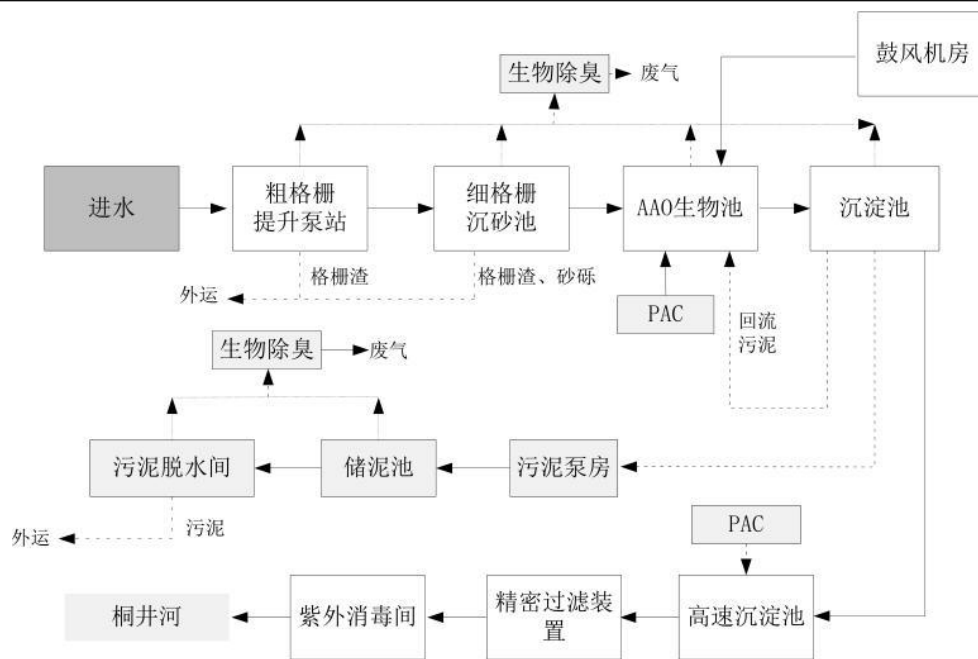 鼓风机房
生物除臭
废气
进水
粗格栅
提升泵站
细格栅
沉砂池
AAO生物池
沉淀池
格栅渣
格栅渣、砂砾
外运
PAC
回流
污泥
生物除臭
废气
污泥脱水间
储泥池
污泥泵房
污泥
外运
PAC
桐井河
紫外消毒间
精密过滤装
置
高速沉淀池